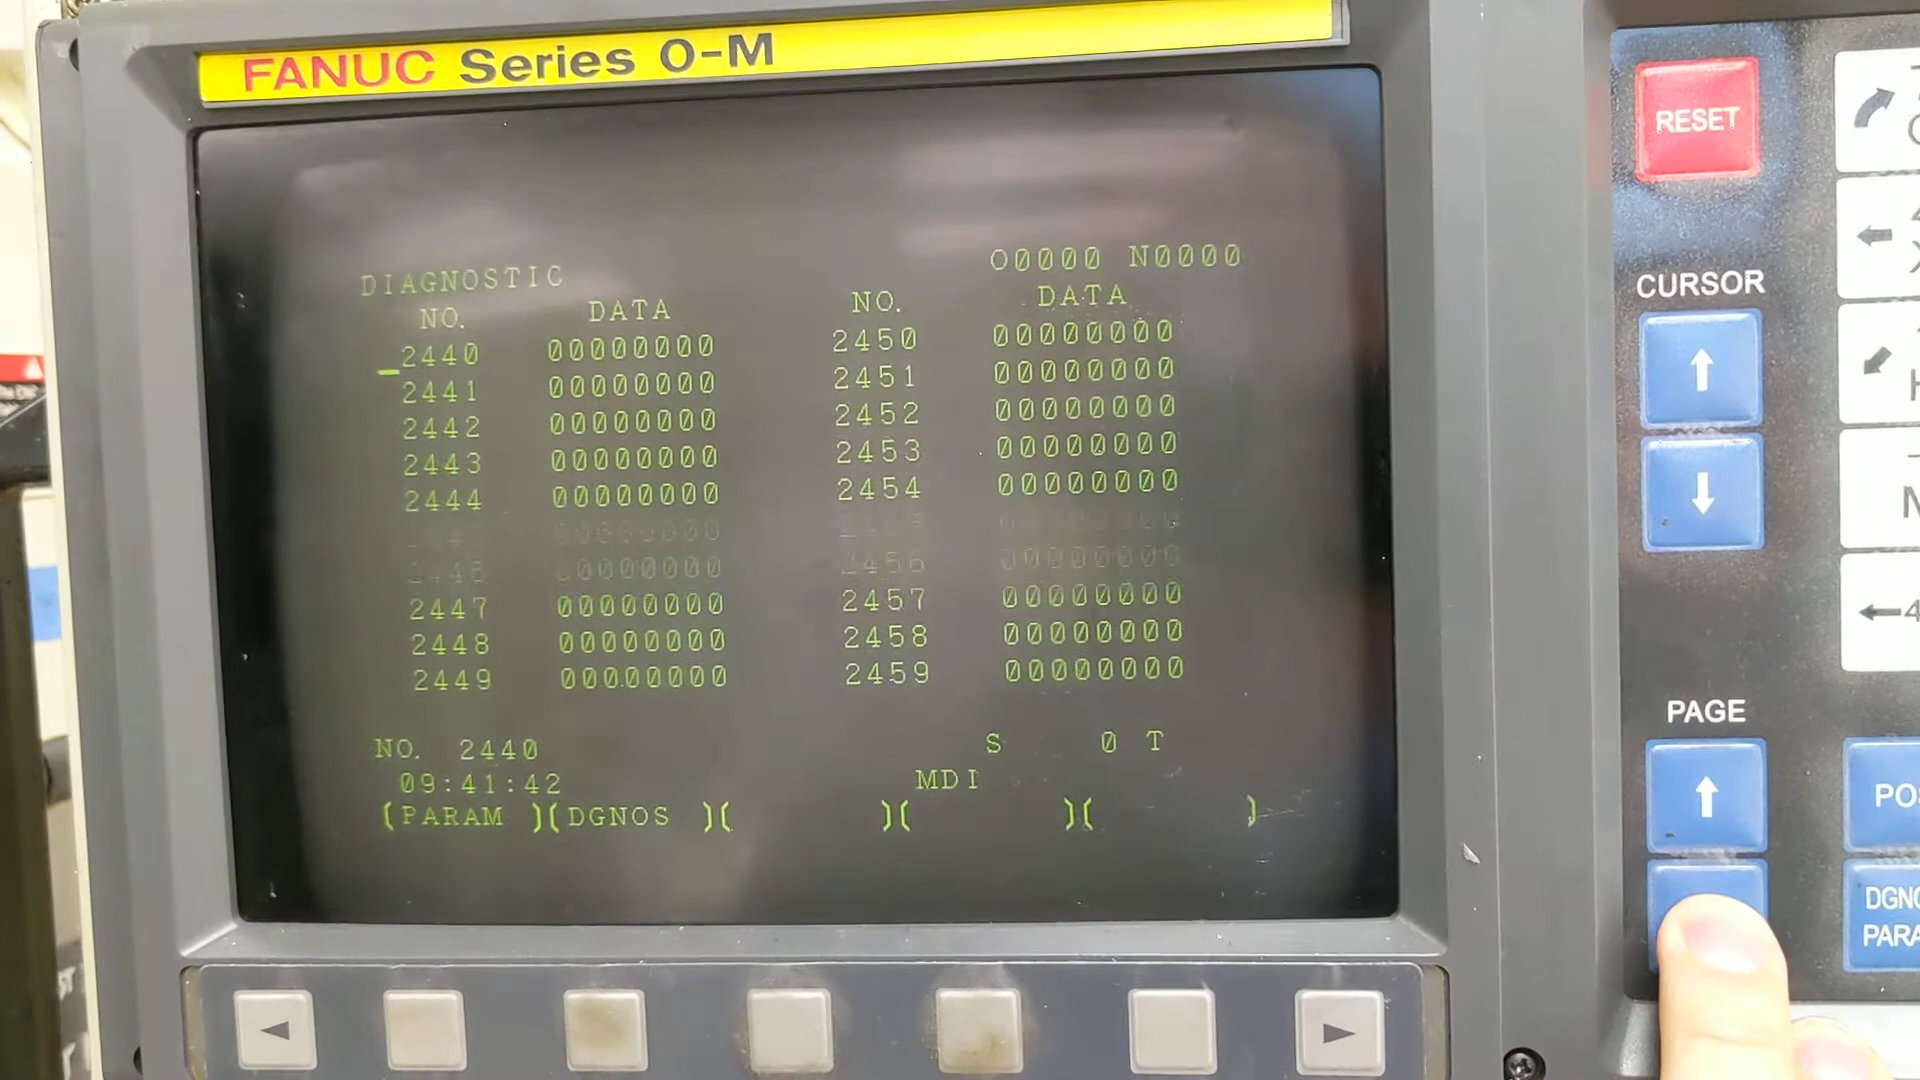 FANUC Series O-M
DIAGNOSTIC O0000 N0000
NO. DATA NO. DATA
2440 00000000 2450 00000000
2441 00000000 2451 00000000
2442 00000000 2452 00000000
2443 00000000 2453 00000000
2444 00000000 2454 00000000
00000000
00000000 2456 00000000
2447 00000000 2457 00000000
2448 00000000 2458 00000000
2449 00000000 2459 00000000
NO. 2440 S 0 T
09:41:42 MDI
(PARAM )(DGNOS )( )( )( )
RESET
CURSOR
↑
↓
PAGE
↑